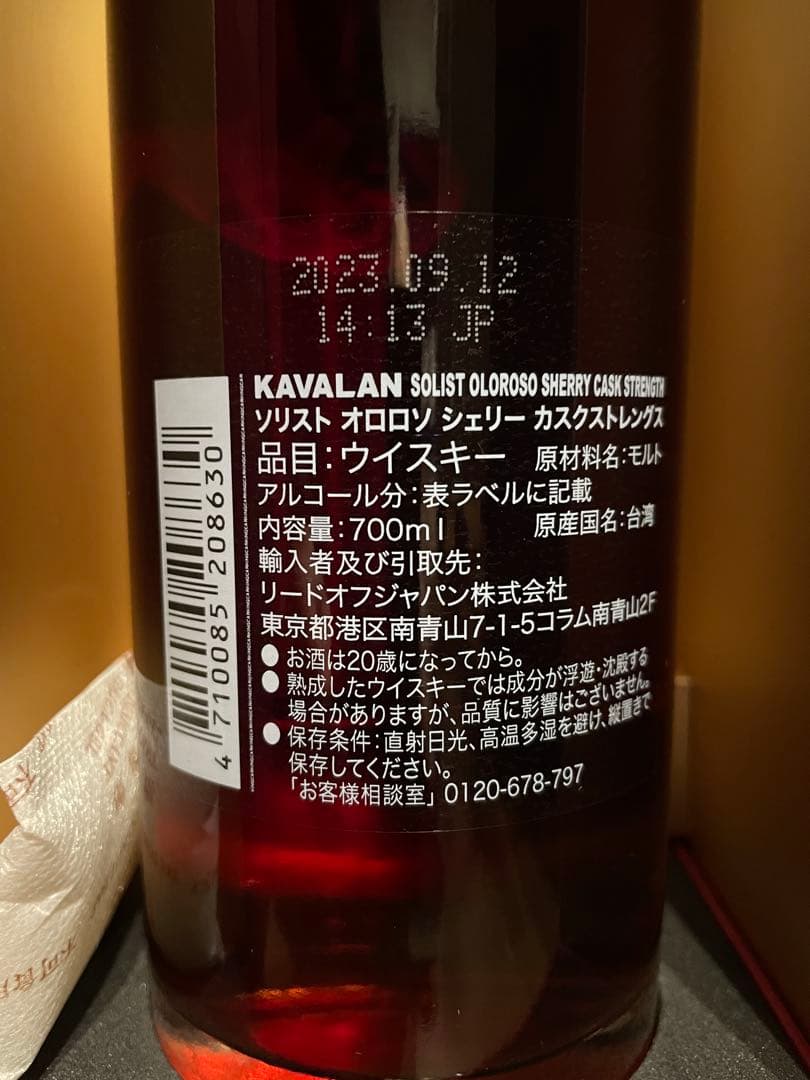 2023.09.12
14:13 JP
KAVALAN SOLIST OLOROSO SHERRY CASK STRENGTH
ソリスト オロロソ シェリー カスクストレングス
品目:ウイスキー 原材料名:モルト
アルコール分:表ラベルに記載
内容量:700ml 原産国名:台湾
輸入者及び引取先:
リードオフジャパン株式会社
東京都港区南青山7-1-5コラム南青山2F
●お酒は20歳になってから。
●熟成したウイスキーでは成分が浮遊・沈殿する
場合がありますが、品質に影響はございません。
●保存条件:直射日光、高温多湿を避け、縦置きで
保存してください。
「お客様相談室」0120-678-797
4 710085 208630
不可食用